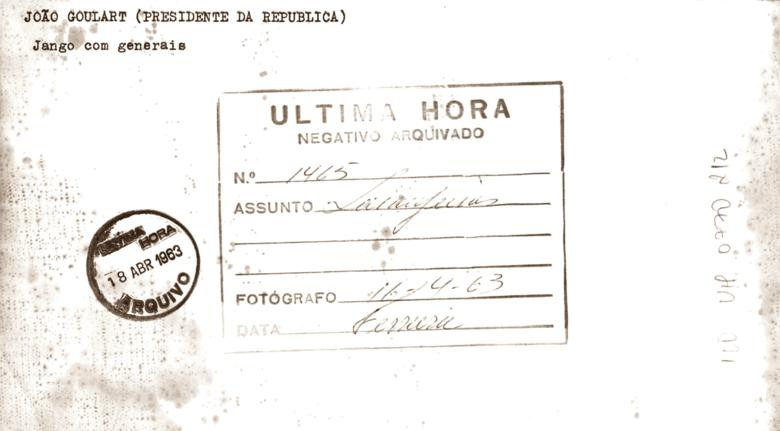 JOÃO GOULART (PRESIDENTE DA REPUBLICA)
Jango com generais
ULTIMA HORA
NEGATIVO ARQUIVADO
N.º 1465
ASSUNTO Laranjeiras
FOTÓGRAFO 16-4-63
DATA Ferreira
ULTIMA HORA
18 ABR 1963
ARQUIVO